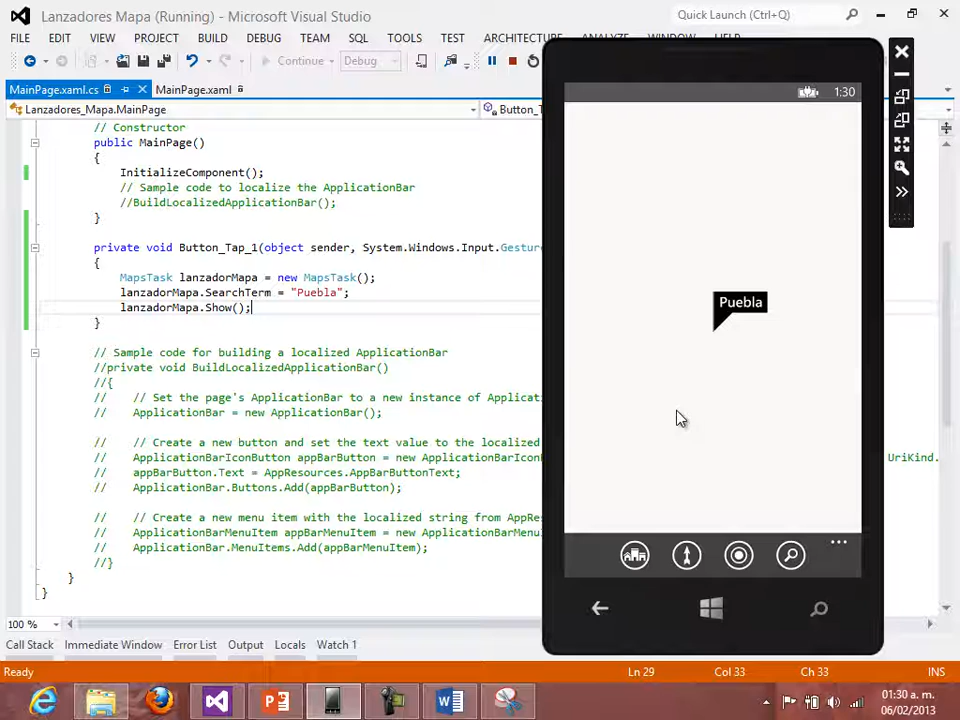 Lanzadores Mapa (Running) - Microsoft Visual Studio
Quick Launch (Ctrl+Q)
FILE EDIT VIEW PROJECT BUILD DEBUG TEAM SQL TOOLS TEST ARCHITECTURE
Continue Debug
MainPage.xaml.cs MainPage.xaml
Lanzadores_Mapa.MainPage Button_T
// Constructor
public MainPage()
{
InitializeComponent();
// Sample code to localize the ApplicationBar
//BuildLocalizedApplicationBar();
}
private void Button_Tap_1(object sender, System.Windows.Input.Gestu
{
MapsTask lanzadorMapa = new MapsTask();
lanzadorMapa.SearchTerm = "Puebla";
lanzadorMapa.Show();
}
// Sample code for building a localized ApplicationBar
//private void BuildLocalizedApplicationBar()
//{
// // Set the page's ApplicationBar to a new instance of Applicat
// ApplicationBar = new ApplicationBar();
// // Create a new button and set the text value to the localized
// ApplicationBarIconButton appBarButton = new ApplicationBarIcon UriKind.
// appBarButton.Text = AppResources.AppBarButtonText;
// ApplicationBar.Buttons.Add(appBarButton);
// // Create a new menu item with the localized string from AppRes
// ApplicationBarMenuItem appBarMenuItem = new ApplicationBarMenuI
// ApplicationBar.MenuItems.Add(appBarMenuItem);
//}
}
}
1:30
Puebla
100 %
Call Stack Immediate Window Error List Output Locals Watch 1
Ready Ln 29 Col 33 Ch 33 INS
01:30 a. m.
06/02/2013